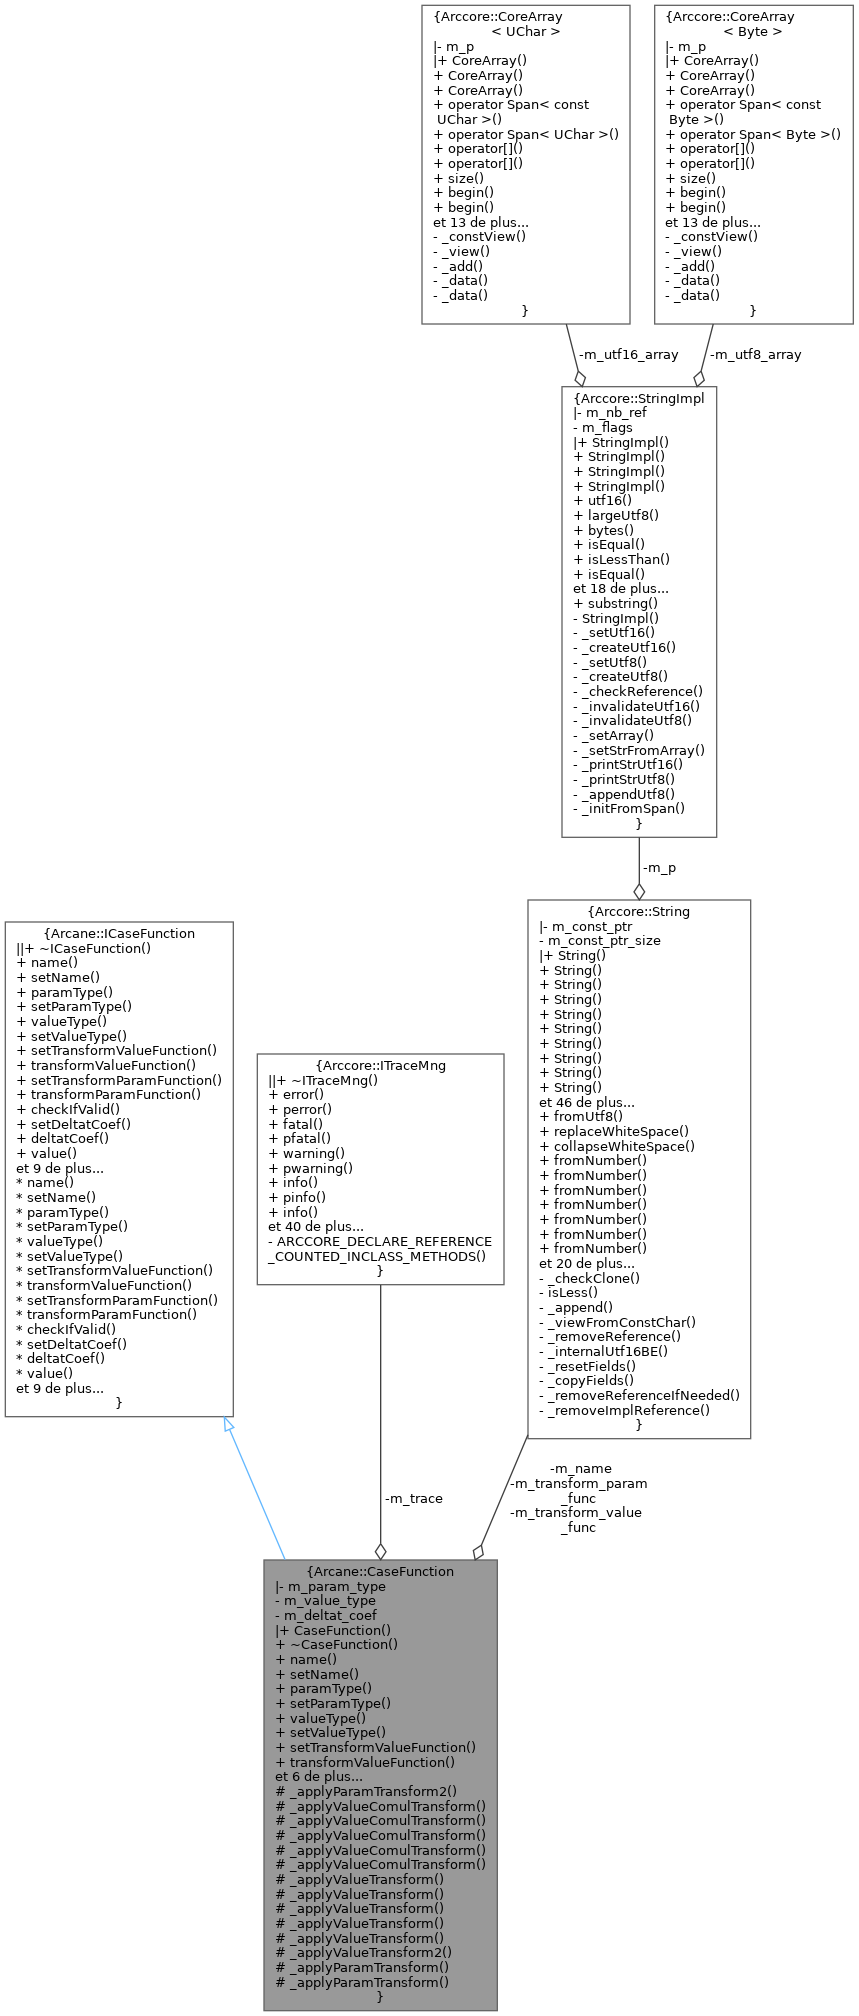 {Arccore::CoreArray
< UChar >
|- m_p
|+ CoreArray()
+ CoreArray()
+ CoreArray()
+ operator Span< const
UChar >()
+ operator Span< UChar >()
+ operator[]()
+ operator[]()
+ size()
+ begin()
+ begin()
et 13 de plus...
- _constView()
- _view()
- _add()
- _data()
- _data()
}
{Arccore::CoreArray
< Byte >
|- m_p
|+ CoreArray()
+ CoreArray()
+ CoreArray()
+ operator Span< const
Byte >()
+ operator Span< Byte >()
+ operator[]()
+ operator[]()
+ size()
+ begin()
+ begin()
et 13 de plus...
- _constView()
- _view()
- _add()
- _data()
- _data()
}
-m_utf16_array
-m_utf8_array
{Arccore::StringImpl
|- m_nb_ref
- m_flags
|+ StringImpl()
+ StringImpl()
+ StringImpl()
+ StringImpl()
+ utf16()
+ largeUtf8()
+ bytes()
+ isEqual()
+ isLessThan()
+ isEqual()
et 18 de plus...
+ substring()
- StringImpl()
- _setUtf16()
- _createUtf16()
- _setUtf8()
- _createUtf8()
- _checkReference()
- _invalidateUtf16()
- _invalidateUtf8()
- _setArray()
- _setStrFromArray()
- _printStrUtf16()
- _printStrUtf8()
- _appendUtf8()
- _initFromSpan()
}
-m_p
{Arcane::ICaseFunction
||+ ~ICaseFunction()
+ name()
+ setName()
+ paramType()
+ setParamType()
+ valueType()
+ setValueType()
+ setTransformValueFunction()
+ transformValueFunction()
+ setTransformParamFunction()
+ transformParamFunction()
+ checkIfValid()
+ setDeltatCoef()
+ deltatCoef()
+ value()
et 9 de plus...
* name()
* setName()
* paramType()
* setParamType()
* valueType()
* setValueType()
* setTransformValueFunction()
* transformValueFunction()
* setTransformParamFunction()
* transformParamFunction()
* checkIfValid()
* setDeltatCoef()
* deltatCoef()
* value()
et 9 de plus...
}
{Arccore::ITraceMng
||+ ~ITraceMng()
+ error()
+ perror()
+ fatal()
+ pfatal()
+ warning()
+ pwarning()
+ info()
+ pinfo()
+ info()
et 40 de plus...
- ARCCORE_DECLARE_REFERENCE
_COUNTED_INCLASS_METHODS()
}
{Arccore::String
|- m_const_ptr
- m_const_ptr_size
|+ String()
+ String()
+ String()
+ String()
+ String()
+ String()
+ String()
+ String()
+ String()
+ String()
et 46 de plus...
+ fromUtf8()
+ replaceWhiteSpace()
+ collapseWhiteSpace()
+ fromNumber()
+ fromNumber()
+ fromNumber()
+ fromNumber()
+ fromNumber()
+ fromNumber()
+ fromNumber()
et 20 de plus...
- _checkClone()
- isLess()
- _append()
- _viewFromConstChar()
- _removeReference()
- _internalUtf16BE()
- _resetFields()
- _copyFields()
- _removeReferenceIfNeeded()
- _removeImplReference()
}
-m_trace
-m_name
-m_transform_param
_func
-m_transform_value
_func
{Arcane::CaseFunction
|- m_param_type
- m_value_type
- m_deltat_coef
|+ CaseFunction()
+ ~CaseFunction()
+ name()
+ setName()
+ paramType()
+ setParamType()
+ valueType()
+ setValueType()
+ setTransformValueFunction()
+ transformValueFunction()
et 6 de plus...
# _applyParamTransform2()
# _applyValueComulTransform()
# _applyValueComulTransform()
# _applyValueComulTransform()
# _applyValueComulTransform()
# _applyValueComulTransform()
# _applyValueTransform()
# _applyValueTransform()
# _applyValueTransform()
# _applyValueTransform()
# _applyValueTransform()
# _applyValueTransform2()
# _applyParamTransform()
# _applyParamTransform()
}